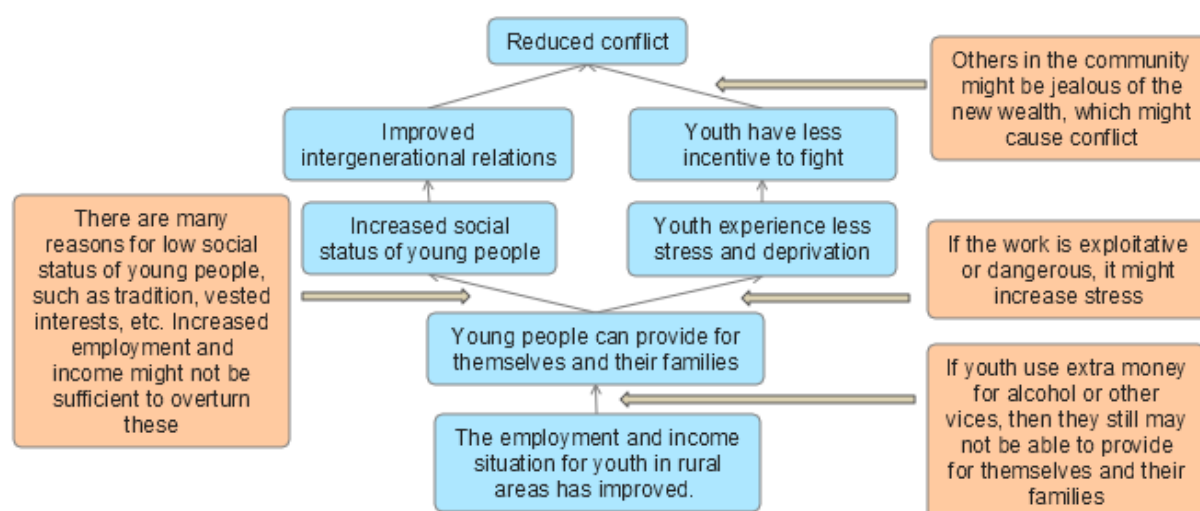 Reduced conflict
Others in the community
might be jealous of the
new wealth, which might
cause conflict
Improved
intergenerational relations
Youth have less
incentive to fight
There are many
reasons for low social
status of young people,
such as tradition, vested
interests, etc. Increased
employment and
income might not be
sufficient to overturn
these
Increased social
status of young people
Youth experience less
stress and deprivation
If the work is exploitative
or dangerous, it might
increase stress
Young people can provide for
themselves and their families
If youth use extra money
for alcohol or other
vices, then they still may
not be able to provide
for themselves and their
families
The employment and income
situation for youth in rural
areas has improved.